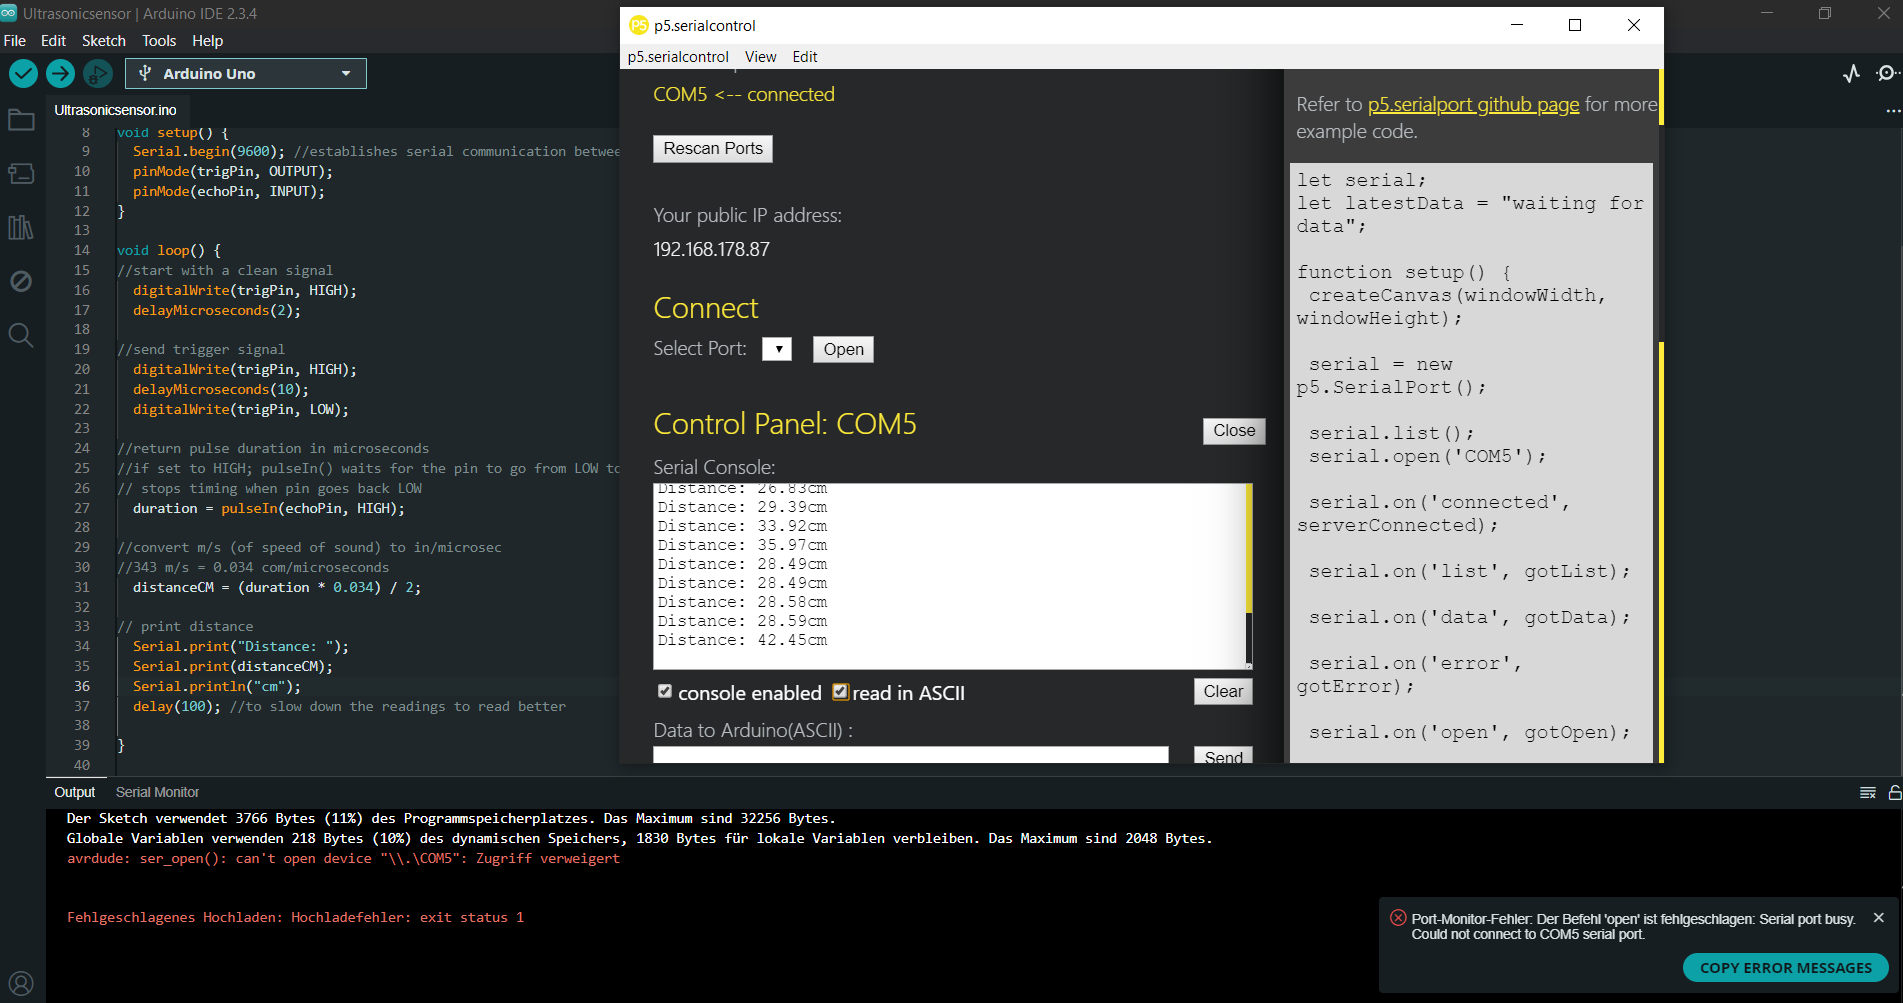 Ultrasonicsensor | Arduino IDE 2.3.4
File Edit Sketch Tools Help
Arduino Uno
Ultrasonicsensor.ino
8 void setup() {
9 Serial.begin(9600); //establishes serial communication betwee
10 pinMode(trigPin, OUTPUT);
11 pinMode(echoPin, INPUT);
12 }
13
14 void loop() {
15 //start with a clean signal
16 digitalWrite(trigPin, HIGH);
17 delayMicroseconds(2);
18
19 //send trigger signal
20 digitalWrite(trigPin, HIGH);
21 delayMicroseconds(10);
22 digitalWrite(trigPin, LOW);
23
24 //return pulse duration in microseconds
25 //if set to HIGH; pulseIn() waits for the pin to go from LOW to
26 // stops timing when pin goes back LOW
27 duration = pulseIn(echoPin, HIGH);
28
29 //convert m/s (of speed of sound) to in/microsec
30 //343 m/s = 0.034 com/microseconds
31 distanceCM = (duration * 0.034) / 2;
32
33 // print distance
34 Serial.print("Distance: ");
35 Serial.print(distanceCM);
36 Serial.println("cm");
37 delay(100); //to slow down the readings to read better
38
39 }
40
p5.serialcontrol
p5.serialcontrol View Edit
COM5 <-- connected
Rescan Ports
Your public IP address:
192.168.178.87
Connect
Select Port: Open
Control Panel: COM5
Close
Serial Console:
Distance: 26.83cm
Distance: 29.39cm
Distance: 33.92cm
Distance: 35.97cm
Distance: 28.49cm
Distance: 28.49cm
Distance: 28.58cm
Distance: 28.59cm
Distance: 42.45cm
console enabled read in ASCII
Clear
Data to Arduino(ASCII) :
Send
Refer to p5.serialport github page for more
example code.
let serial;
let latestData = "waiting for
data";
function setup() {
createCanvas(windowWidth,
windowHeight);
serial = new
p5.SerialPort();
serial.list();
serial.open('COM5');
serial.on('connected',
serverConnected);
serial.on('list', gotList);
serial.on('data', gotData);
serial.on('error',
gotError);
serial.on('open', gotOpen);
Output Serial Monitor
Der Sketch verwendet 3766 Bytes (11%) des Programmspeicherplatzes. Das Maximum sind 32256 Bytes.
Globale Variablen verwenden 218 Bytes (10%) des dynamischen Speichers, 1830 Bytes für lokale Variablen verbleiben. Das Maximum sind 2048 Bytes.
avrdude: ser_open(): can't open device "\\.\COM5": Zugriff verweigert
Fehlgeschlagenes Hochladen: Hochladefehler: exit status 1
Port-Monitor-Fehler: Der Befehl 'open' ist fehlgeschlagen: Serial port busy.
Could not connect to COM5 serial port.
COPY ERROR MESSAGES